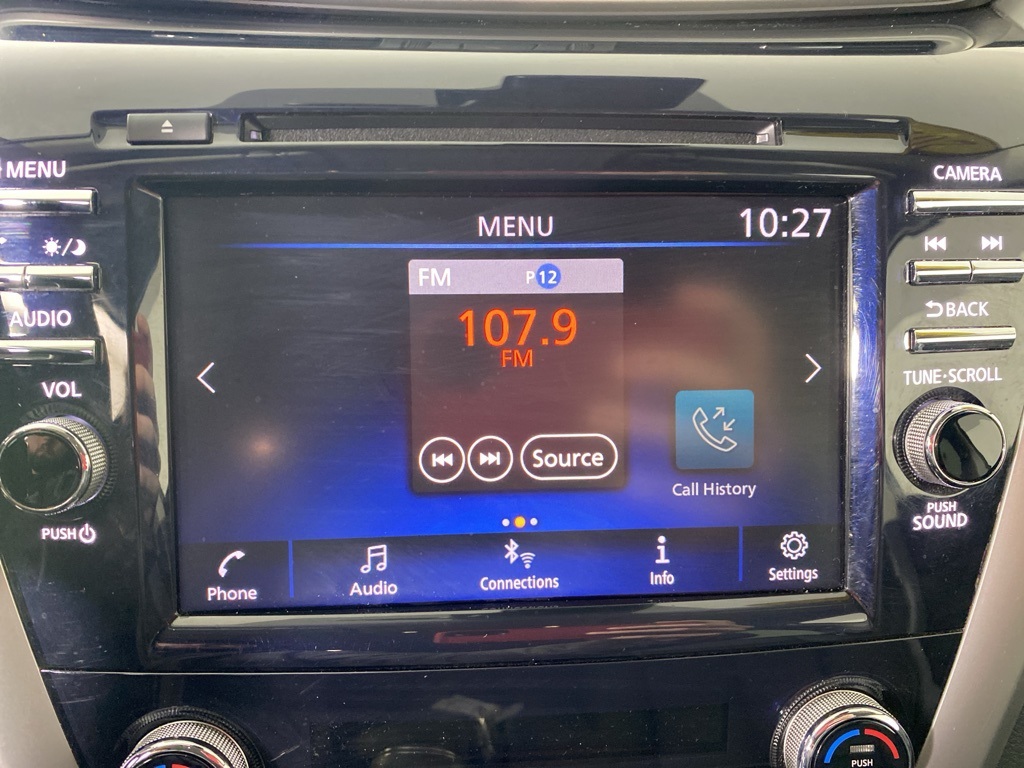 MENU
AUDIO
VOL
PUSH
MENU
10:27
FM
P 12
107.9
FM
Source
Call History
Phone
Audio
Connections
Info
Settings
CAMERA
BACK
TUNE·SCROLL
PUSH
SOUND
PUSH